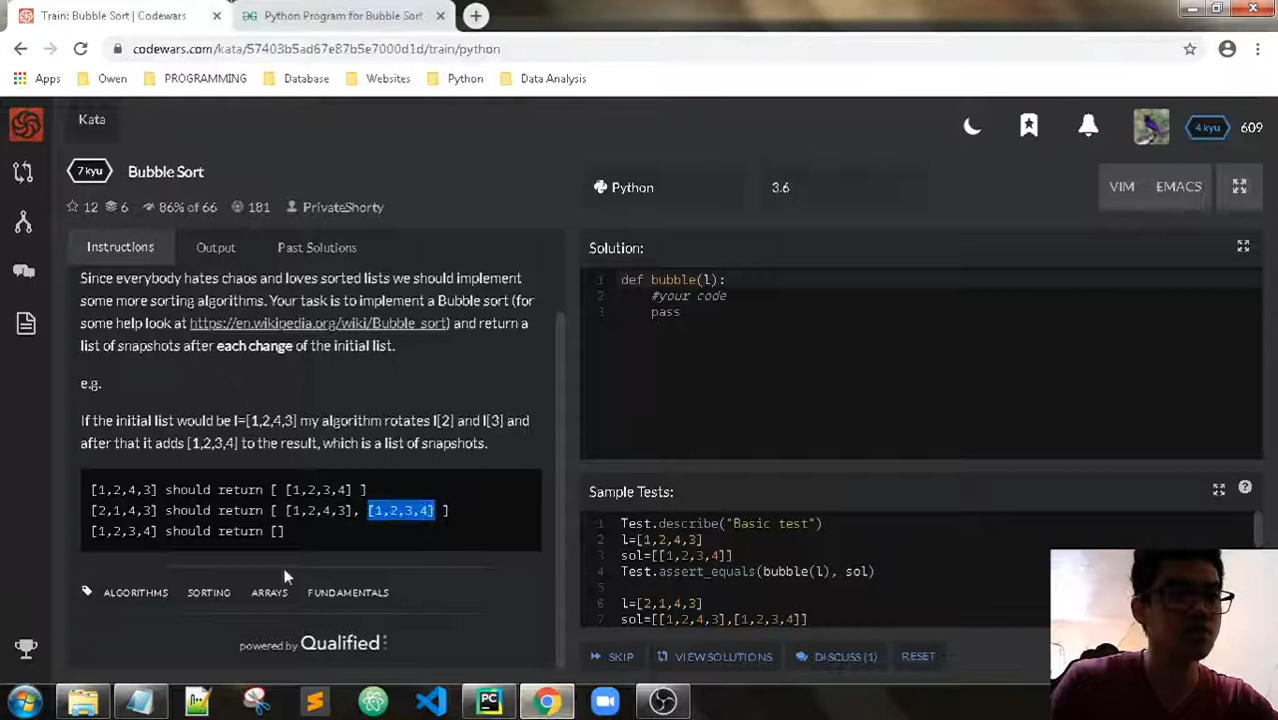 Train: Bubble Sort | Codewars
Python Program for Bubble Sort
codewars.com/kata/57403b5ad67e87b5e7000d1d/train/python
Apps Owen PROGRAMMING Database Websites Python Data Analysis
Kata
4 kyu 609
7 kyu Bubble Sort
12 6 86% of 66 181 PrivateShorty
Python 3.6 VIM EMACS
Instructions Output Past Solutions
Since everybody hates chaos and loves sorted lists we should implement
some more sorting algorithms. Your task is to implement a Bubble sort (for
some help look at https://en.wikipedia.org/wiki/Bubble_sort) and return a
list of snapshots after each change of the initial list.
e.g.
If the initial list would be l=[1,2,4,3] my algorithm rotates l[2] and l[3] and
after that it adds [1,2,3,4] to the result, which is a list of snapshots.
[1,2,4,3] should return [ [1,2,3,4] ]
[2,1,4,3] should return [ [1,2,4,3], [1,2,3,4] ]
[1,2,3,4] should return []
ALGORITHMS SORTING ARRAYS FUNDAMENTALS
powered by Qualified
Solution:
1 def bubble(l):
2 #your code
3 pass
Sample Tests:
1 Test.describe("Basic test")
2 l=[1,2,4,3]
3 sol=[[1,2,3,4]]
4 Test.assert_equals(bubble(l), sol)
5
6 l=[2,1,4,3]
7 sol=[[1,2,4,3],[1,2,3,4]]
SKIP VIEW SOLUTIONS DISCUSS (1) RESET
PC